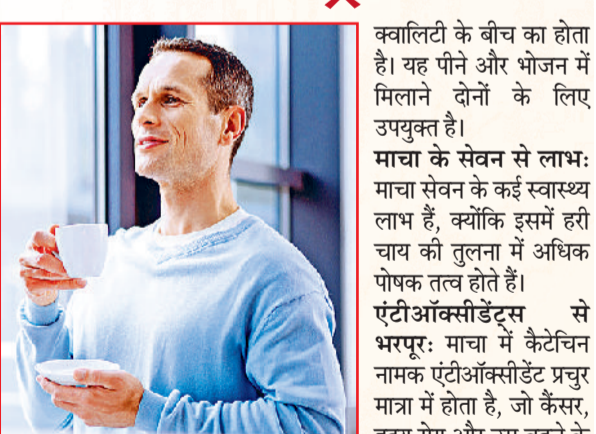 क्वालिटी के बीच का होता
है। यह पीने और भोजन में
मिलाने दोनों के लिए
उपयुक्त है।
माचा के सेवन से लाभः
माचा सेवन के कई स्वास्थ्य
लाभ हैं, क्योंकि इसमें हरी
चाय की तुलना में अधिक
पोषक तत्व होते हैं।
एंटीऑक्सीडेंट्स से
भरपूरः माचा में कैटेचिन
नामक एंटीऑक्सीडेंट प्रचुर
मात्रा में होता है, जो कैंसर,